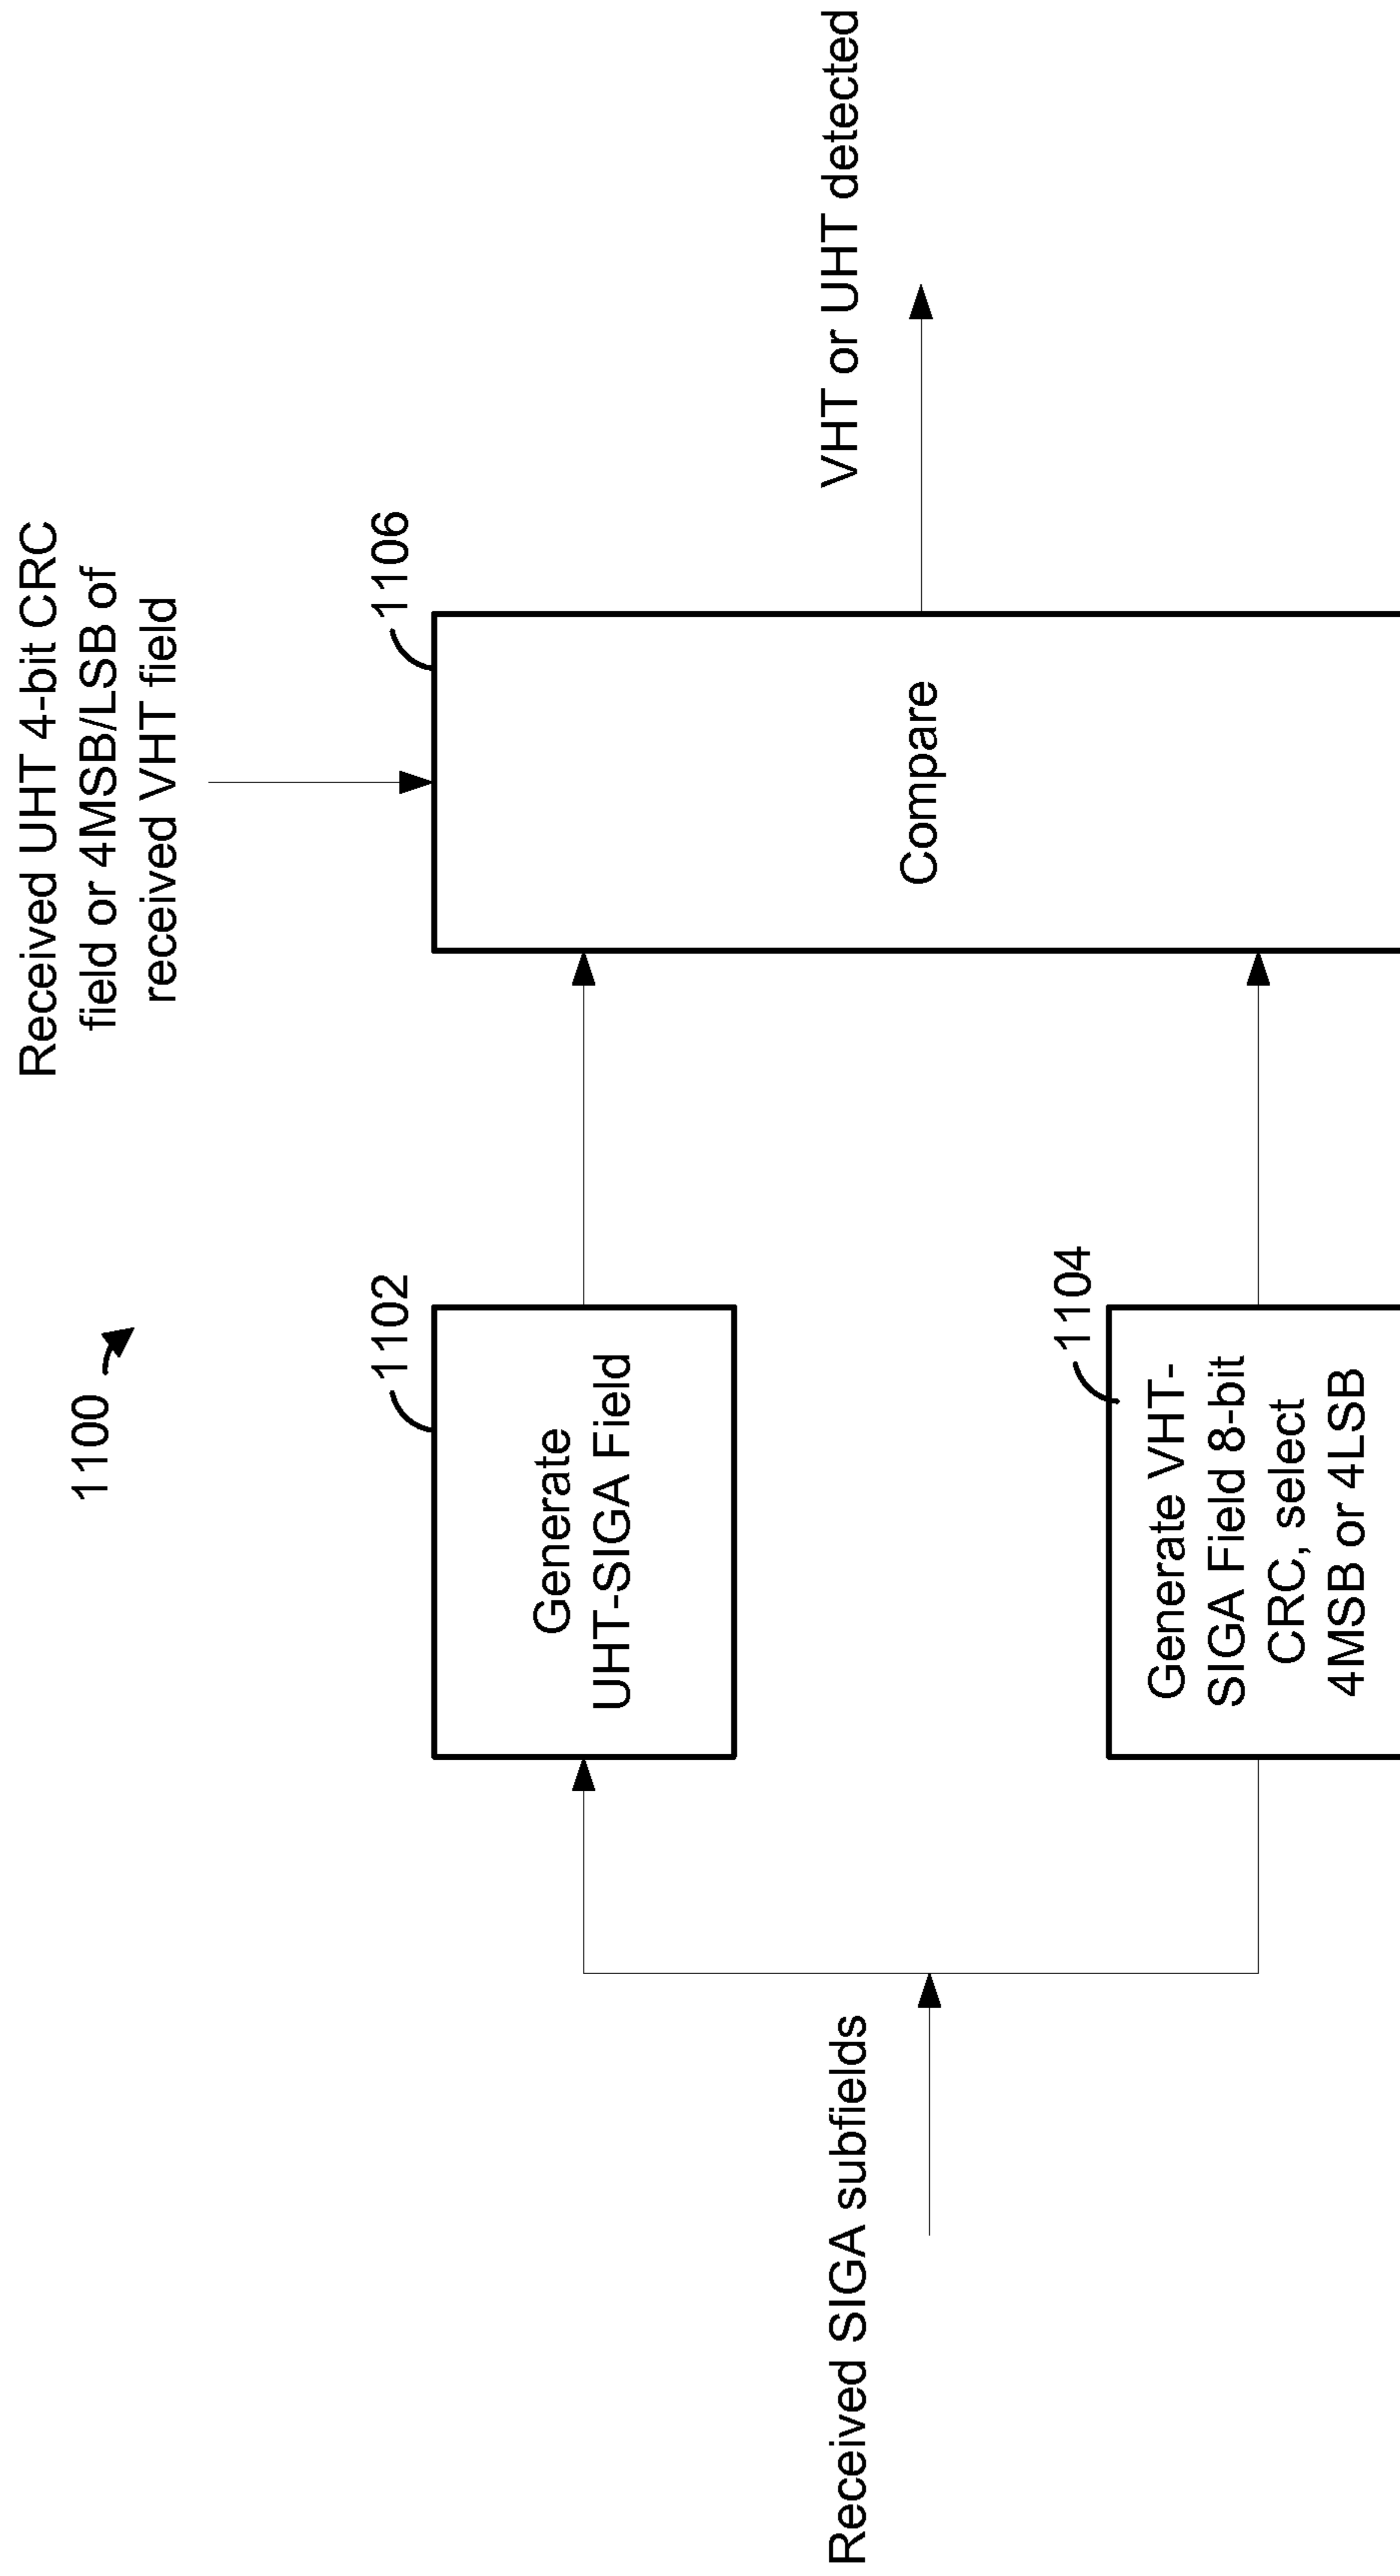 1100
Received UHT 4-bit CRC
field or 4MSB/LSB of
received VHT field
1102
1106
Generate
UHT-SIGA Field
Compare
Received SIGA subfields
VHT or UHT detected
1104
Generate VHT-
SIGA Field 8-bit
CRC, select
4MSB or 4LSB